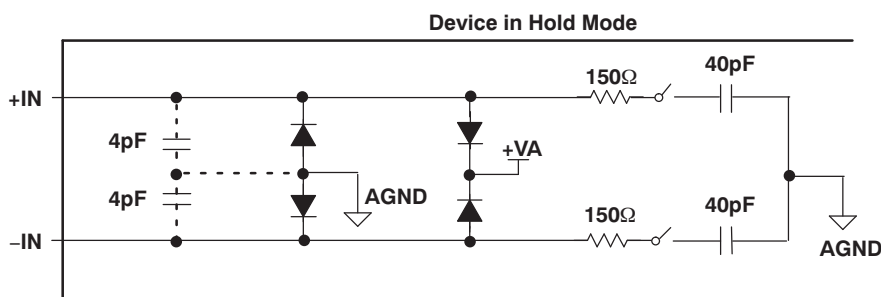 Device in Hold Mode
40pF
150Ω
+IN
4pF
+VA
4pF
AGND
150Ω
40pF
−IN
AGND